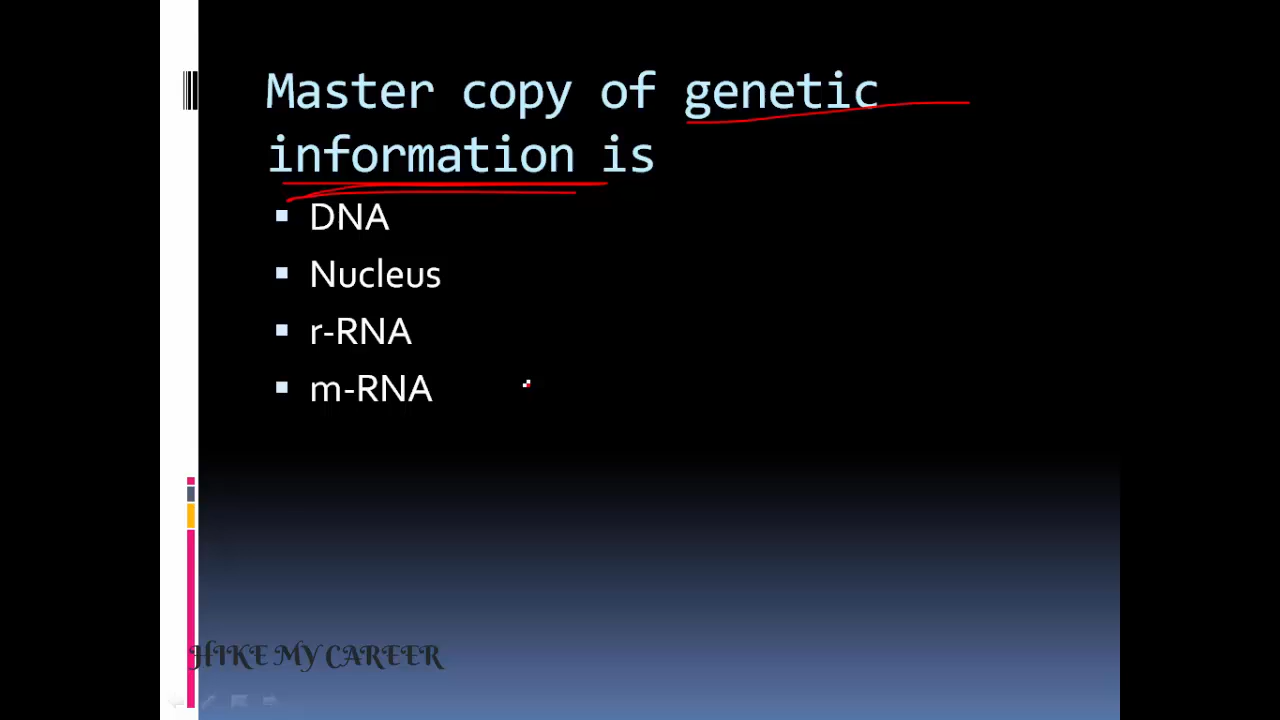 Master copy of genetic
information is
DNA
Nucleus
r-RNA
m-RNA
HIKE MY CAREER